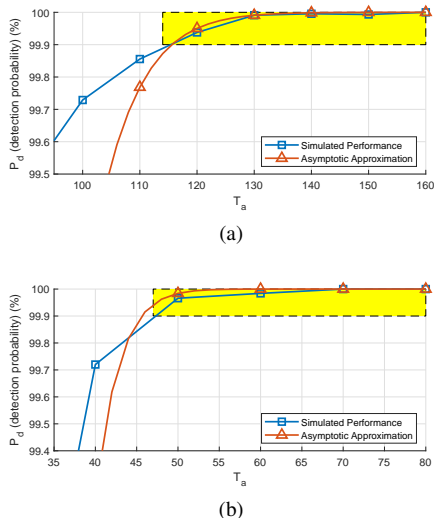 100
99.9
99.8
99.7
99.6
99.5
P_d (detection probability) (%)
100 110 120 130 140 150 160
T_a
Simulated Performance
Asymptotic Approximation
(a)
100
99.9
99.8
99.7
99.6
99.5
99.4
P_d (detection probability) (%)
35 40 45 50 55 60 65 70 75 80
T_a
Simulated Performance
Asymptotic Approximation
(b)